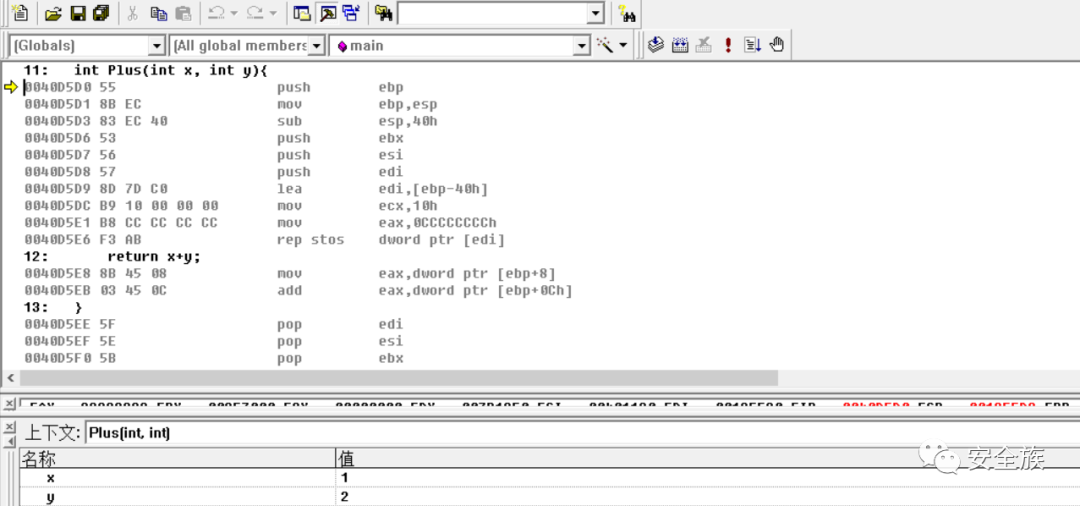 (Globals) (All global members main
11: int Plus(int x, int y){
0040D5D0 55 push ebp
0040D5D1 8B EC mov ebp,esp
0040D5D3 83 EC 40 sub esp,40h
0040D5D6 53 push ebx
0040D5D7 56 push esi
0040D5D8 57 push edi
0040D5D9 8D 7D C0 lea edi,[ebp-40h]
0040D5DC B9 10 00 00 00 mov ecx,10h
0040D5E1 B8 CC CC CC CC mov eax,0CCCCCCCCh
0040D5E6 F3 AB rep stos dword ptr [edi]
12: return x+y;
0040D5E8 8B 45 08 mov eax,dword ptr [ebp+8]
0040D5EB 03 45 0C add eax,dword ptr [ebp+0Ch]
13: }
0040D5EE 5F pop edi
0040D5EF 5E pop esi
0040D5F0 5B pop ebx
上下文: Plus(int, int)
名称 值
x 1
y 2
安全族